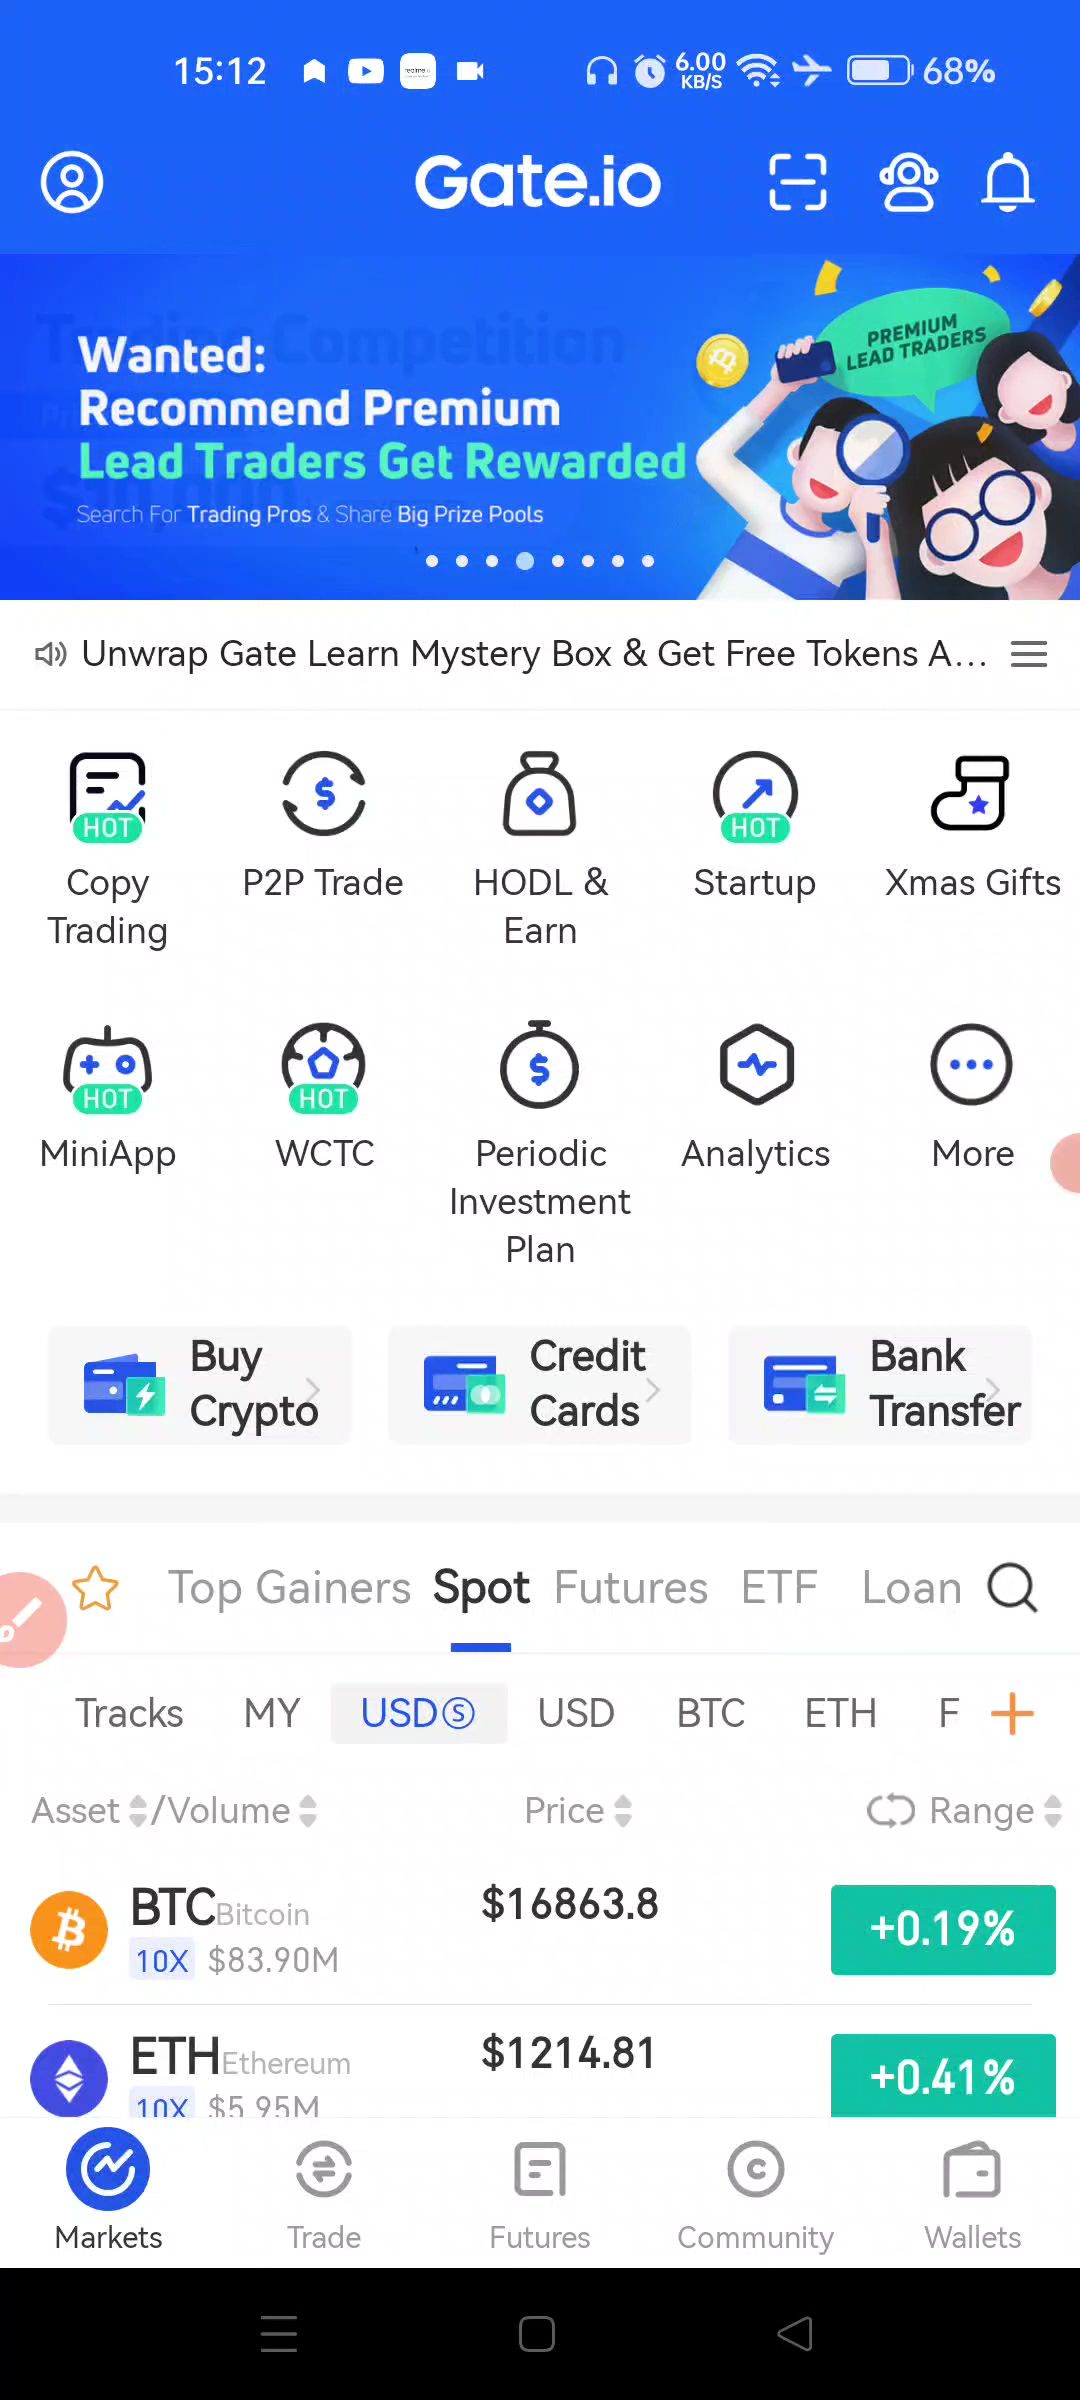 15:12
6.00
KB/S
68%
Gate.io
Wanted:
Recommend Premium
Lead Traders Get Rewarded
Search For Trading Pros & Share Big Prize Pools
PREMIUM
LEAD TRADERS
Trading Competition
Unwrap Gate Learn Mystery Box & Get Free Tokens A...
HOT
HOT
Copy
Trading
P2P Trade
HODL &
Earn
Startup
Xmas Gifts
HOT
HOT
MiniApp
WCTC
Periodic
Investment
Plan
Analytics
More
Buy
Crypto
Credit
Cards
Bank
Transfer
Top Gainers Spot Futures ETF Loan
Tracks MY USDⓈ USD BTC ETH F
Asset /Volume Price Range
BTC Bitcoin $16863.8 +0.19%
10X $83.90M
ETH Ethereum $1214.81 +0.41%
10X $5.95M
Markets Trade Futures Community Wallets